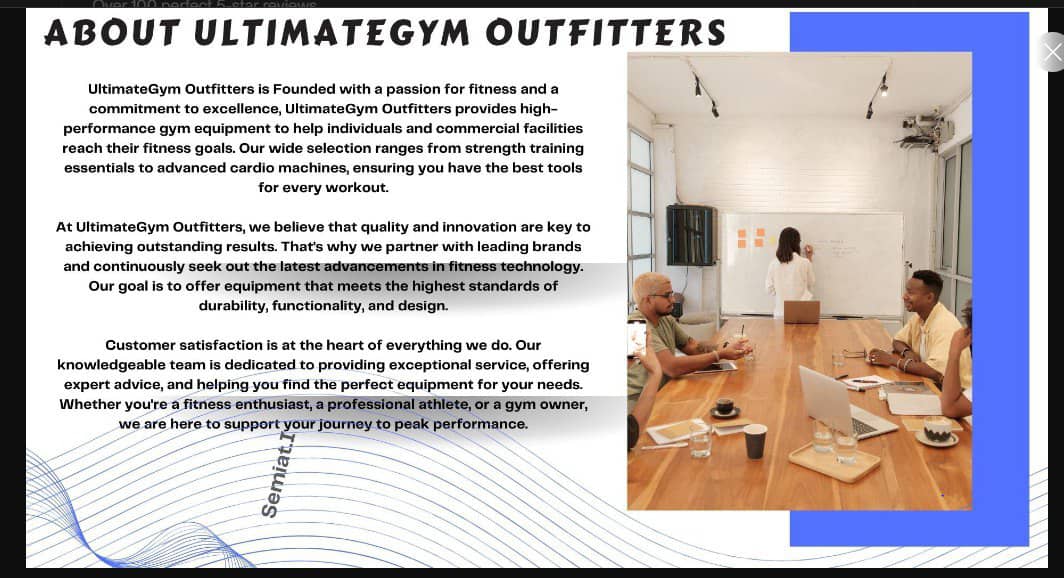 Over 100 perfect 5-star reviews
ABOUT ULTIMATEGYM OUTFITTERS
UltimateGym Outfitters is Founded with a passion for fitness and a
commitment to excellence, UltimateGym Outfitters provides high-
performance gym equipment to help individuals and commercial facilities
reach their fitness goals. Our wide selection ranges from strength training
essentials to advanced cardio machines, ensuring you have the best tools
for every workout.
At UltimateGym Outfitters, we believe that quality and innovation are key to
achieving outstanding results. That's why we partner with leading brands
and continuously seek out the latest advancements in fitness technology.
Our goal is to offer equipment that meets the highest standards of
durability, functionality, and design.
Customer satisfaction is at the heart of everything we do. Our
knowledgeable team is dedicated to providing exceptional service, offering
expert advice, and helping you find the perfect equipment for your needs.
Whether you're a fitness enthusiast, a professional athlete, or a gym owner,
we are here to support your journey to peak performance.
Semiat.I